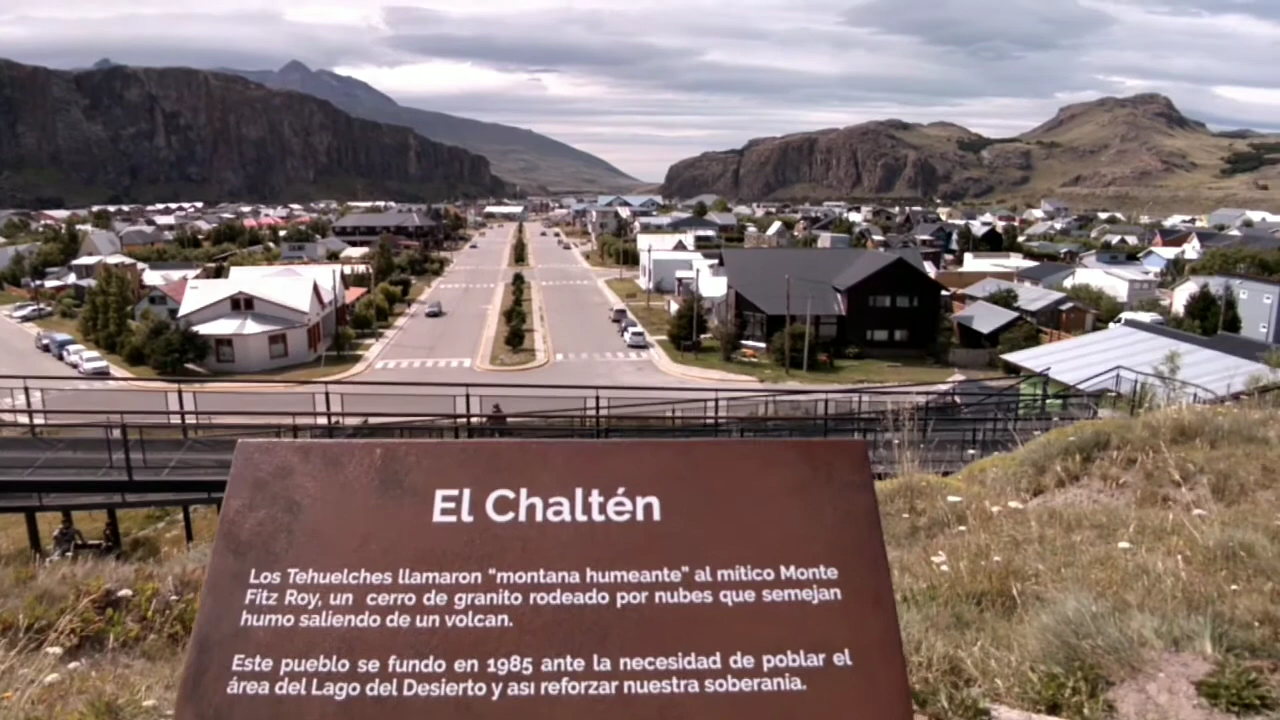 El Chaltén
Los Tehuelches llamaron “montana humeante” al mítico Monte
Fitz Roy, un cerro de granito rodeado por nubes que semejan
humo saliendo de un volcan.
Este pueblo se fundo en 1985 ante la necesidad de poblar el
área del Lago del Desierto y asi reforzar nuestra soberania.